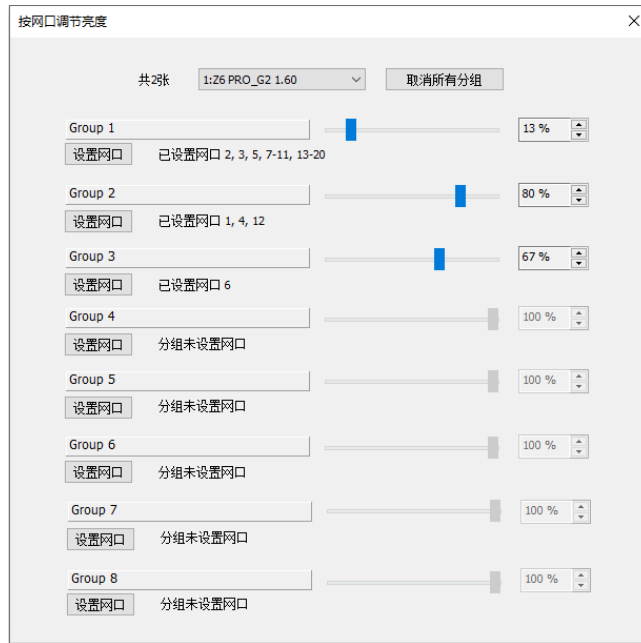 按网口调节亮度
共2张 1:Z6 PRO_G2 1.60 取消所有分组
Group 1 13 %
设置网口 已设置网口 2, 3, 5, 7-11, 13-20
Group 2 80 %
设置网口 已设置网口 1, 4, 12
Group 3 67 %
设置网口 已设置网口 6
Group 4 100 %
设置网口 分组未设置网口
Group 5 100 %
设置网口 分组未设置网口
Group 6 100 %
设置网口 分组未设置网口
Group 7 100 %
设置网口 分组未设置网口
Group 8 100 %
设置网口 分组未设置网口